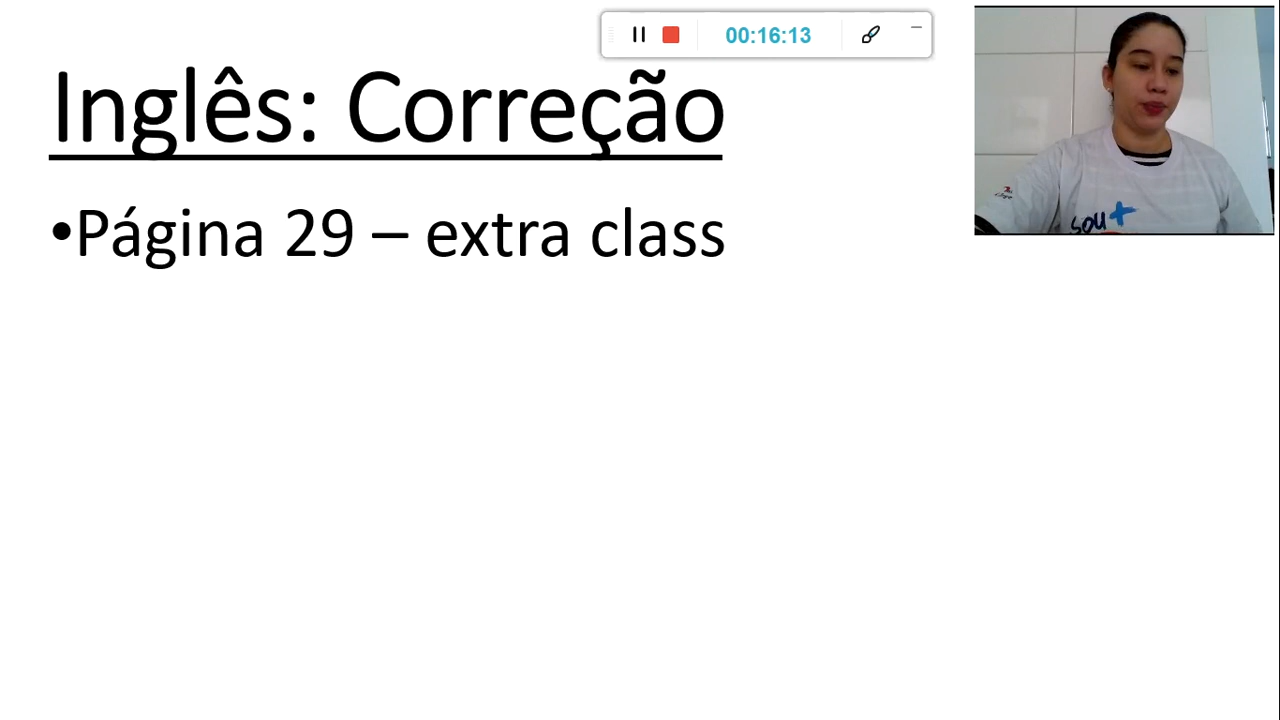 00:16:13
Inglês: Correção
•Página 29 – extra class
sou+